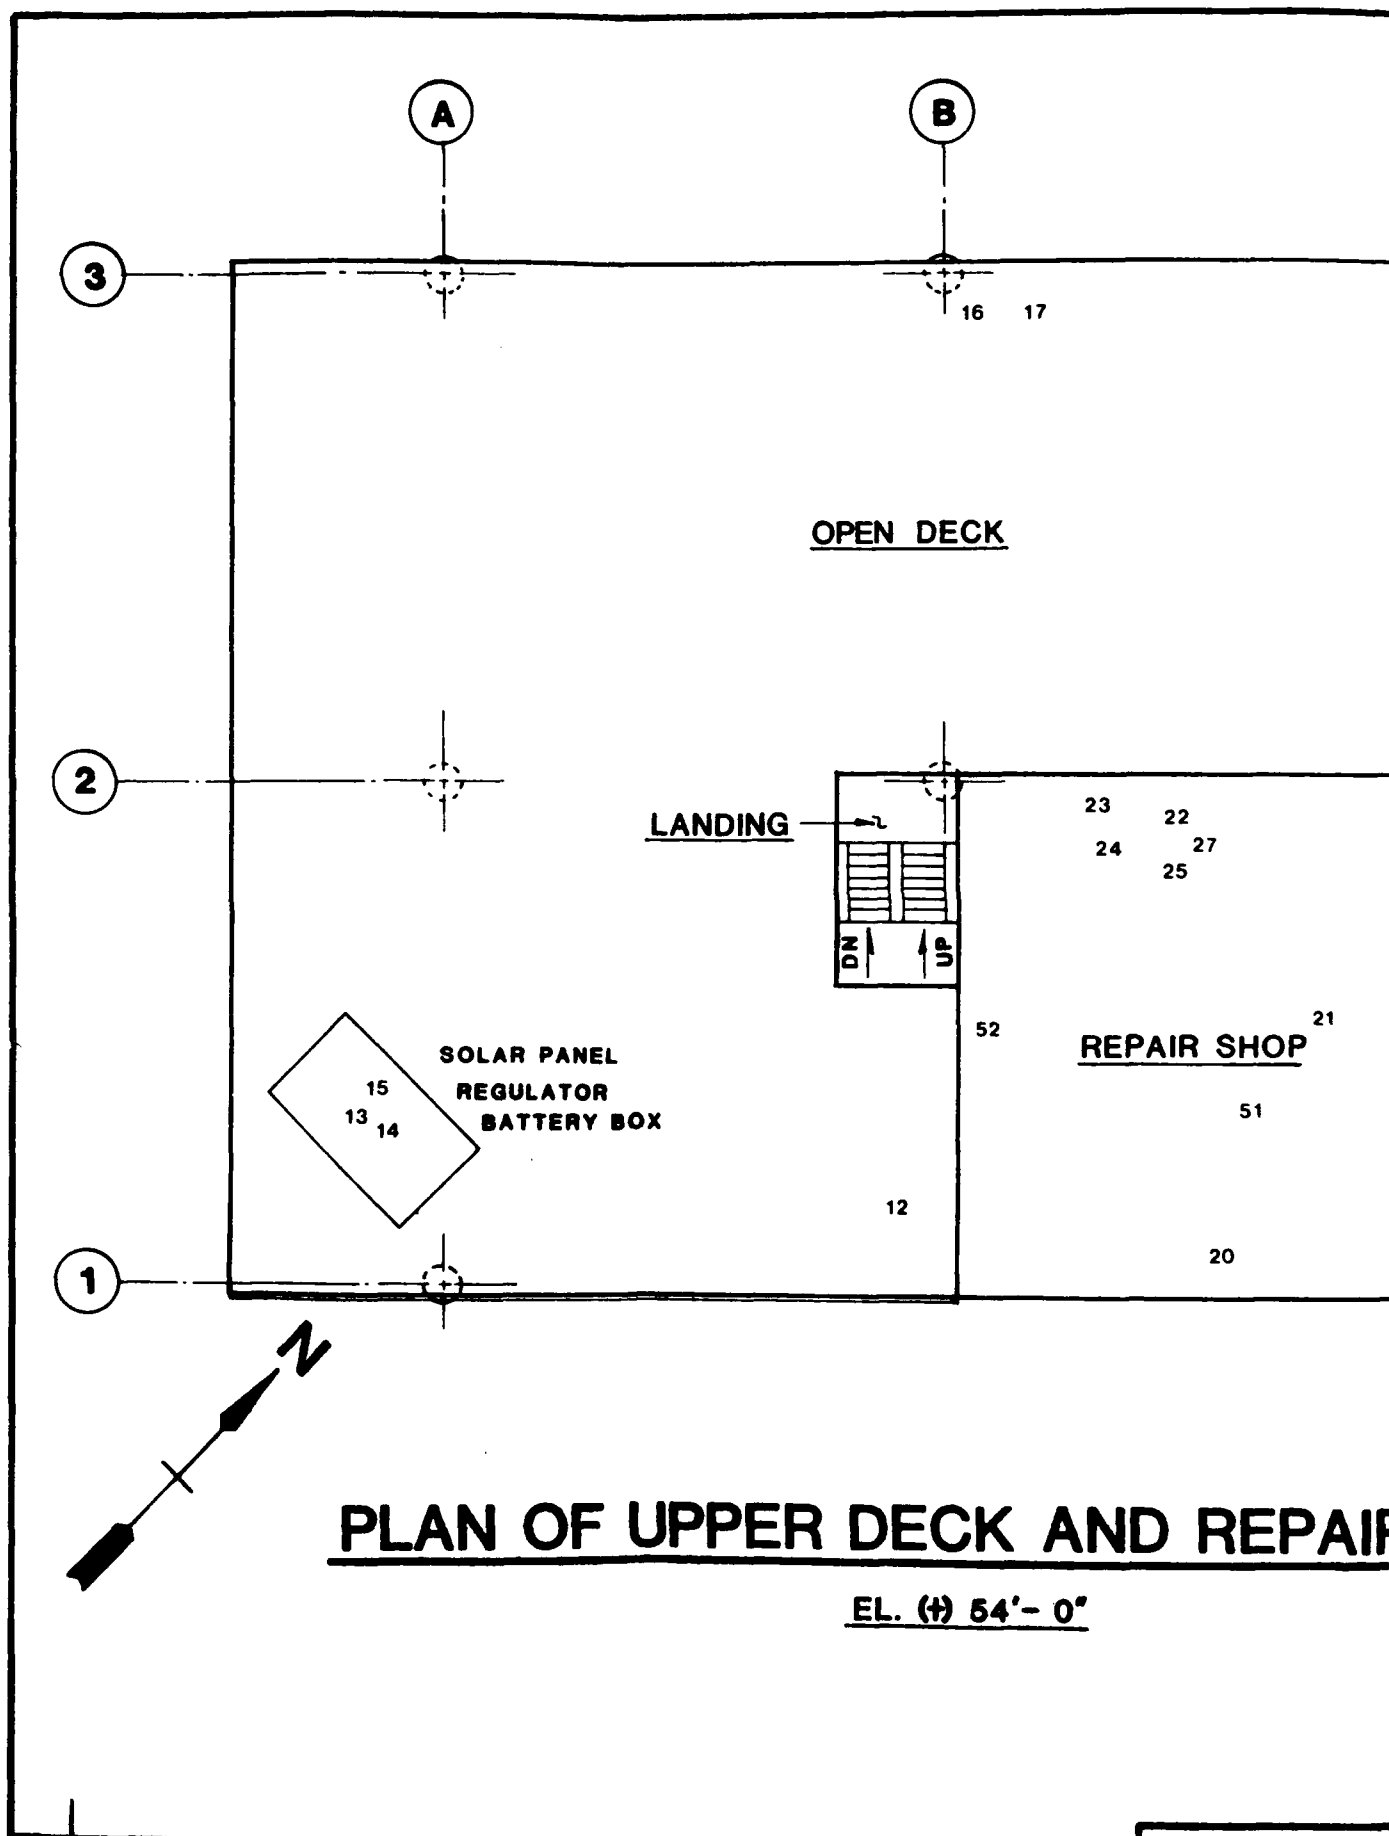 A B
3
16 17
OPEN DECK
2
LANDING
23 22
24 27
25
DN UP
52 21
REPAIR SHOP
SOLAR PANEL
15 REGULATOR
13 14 BATTERY BOX
51
12
20
1
N
PLAN OF UPPER DECK AND REPAIR
EL. (+) 54'- 0"